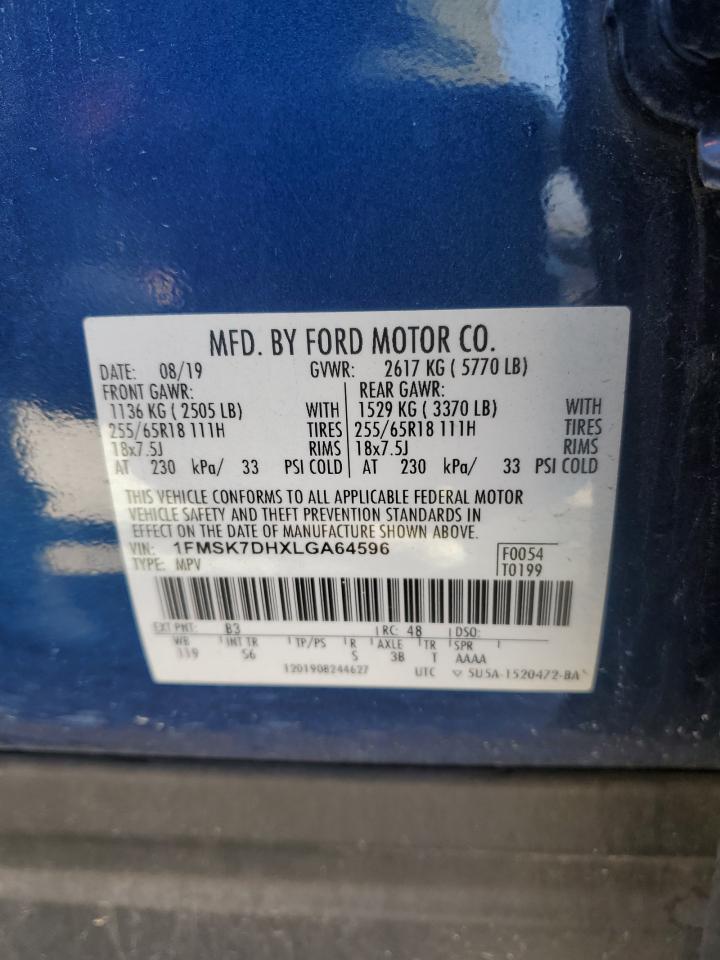 MFD. BY FORD MOTOR CO.
DATE: 08/19 GVWR: 2617 KG ( 5770 LB)
FRONT GAWR: REAR GAWR:
1136 KG ( 2505 LB) WITH 1529 KG ( 3370 LB) WITH
255/65R18 111H TIRES 255/65R18 111H TIRES
18x7.5J RIMS 18x7.5J RIMS
AT 230 kPa/ 33 PSI COLD AT 230 kPa/ 33 PSI COLD
THIS VEHICLE CONFORMS TO ALL APPLICABLE FEDERAL MOTOR
VEHICLE SAFETY AND THEFT PREVENTION STANDARDS IN
EFFECT ON THE DATE OF MANUFACTURE SHOWN ABOVE.
VIN: 1FMSK7DHXLGA64596 F0054
TYPE: MPV T0199
EXT PNT: B3 RC: 48 DSO:
WB INT TR TP/PS R AXLE TR SPR
119 S6 S 3B T AAAA
1201908244627 UTC ▽ 5U5A-1520472-BA